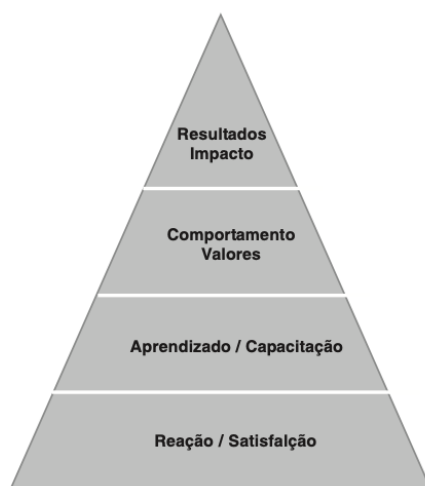 Resultados
Impacto
Comportamento
Valores
Aprendizado / Capacitação
Reação / Satisfalção